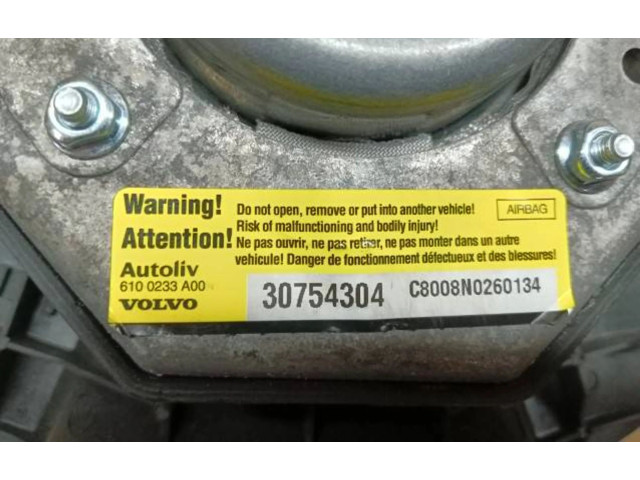 Warning!
Attention!
Do not open, remove or put into another vehicle!
Risk of malfunctioning and bodily injury!
Ne pas ouvrir, ne pas retirer, ne pas monter dans un autre
vehicule! Danger de fonctionnement défectueux et des blessures!
AIRBAG
Autoliv
610 0233 A00
VOLVO
30754304
C8008N0260134